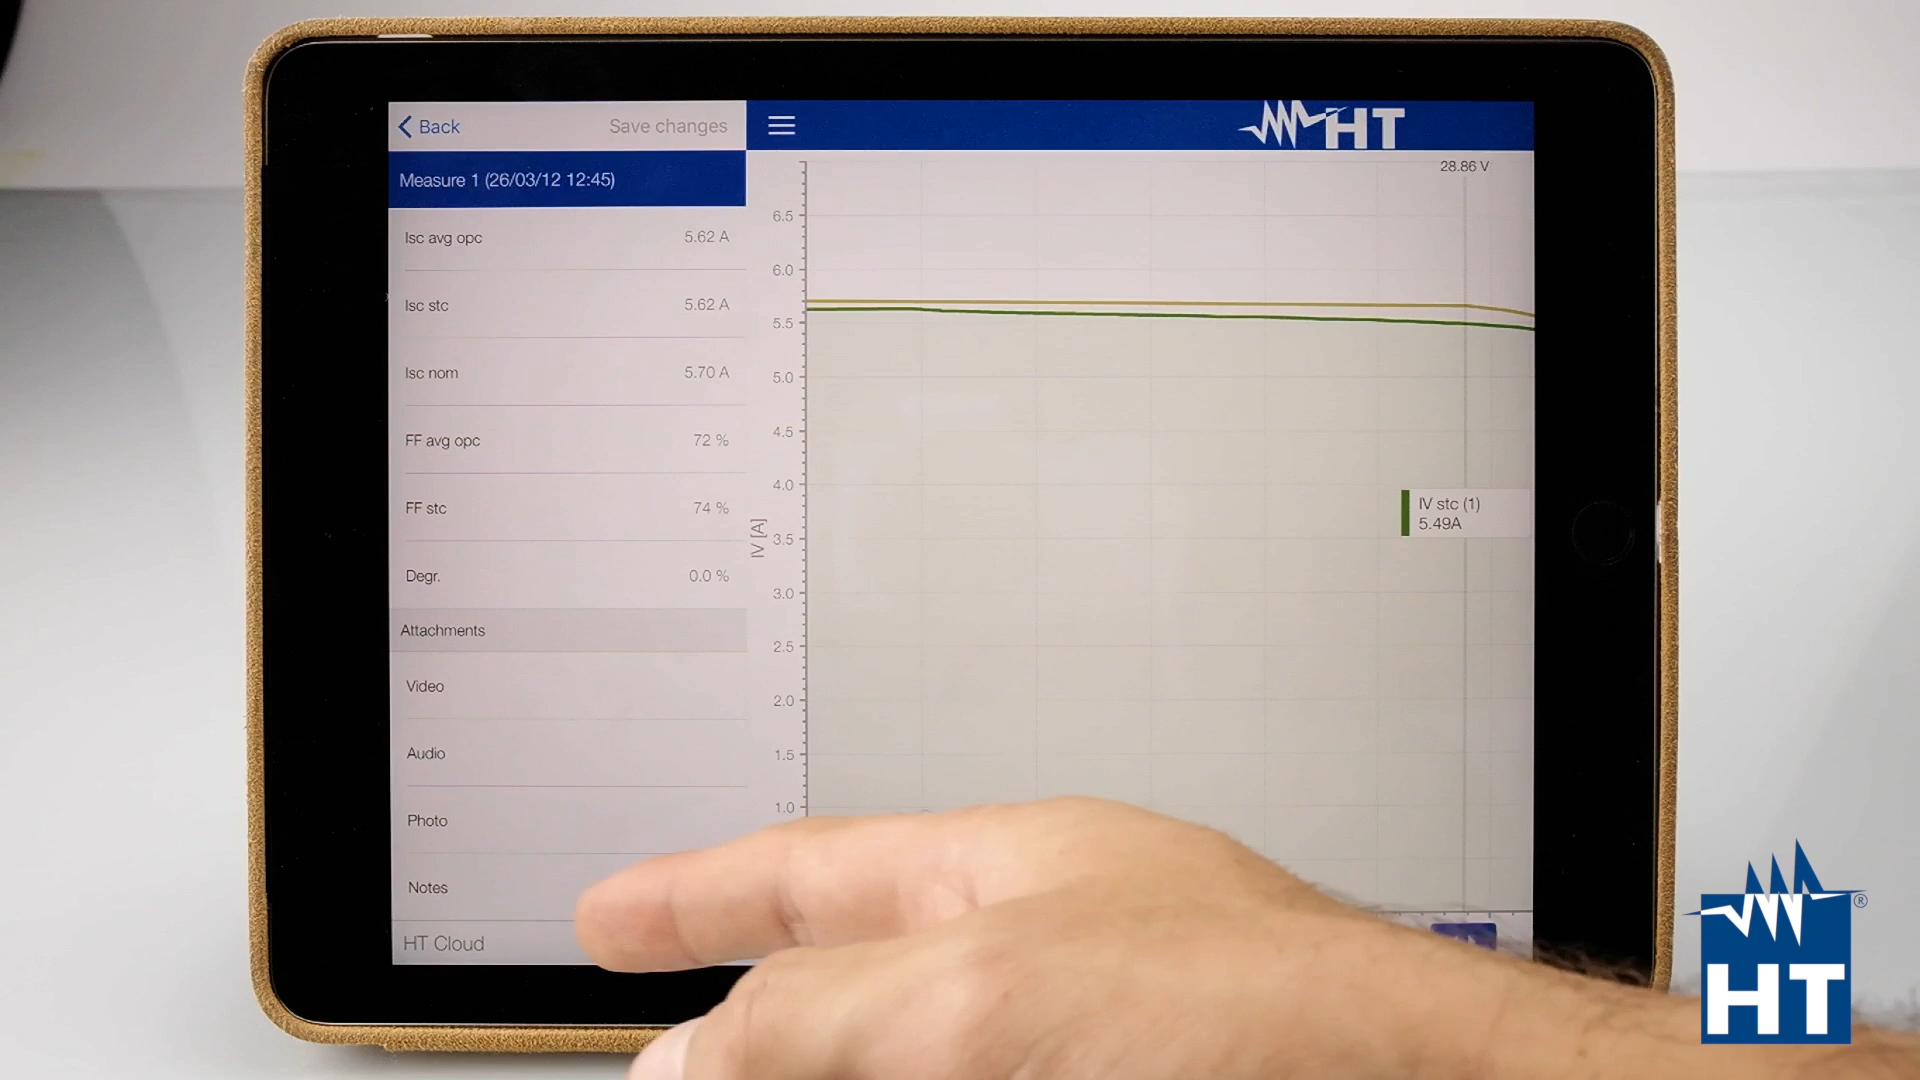 Back
Save changes
HT
Measure 1 (26/03/12 12:45)
Isc avg opc 5.62 A
Isc stc 5.62 A
Isc nom 5.70 A
FF avg opc 72 %
FF stc 74 %
Degr. 0.0 %
Attachments
Video
Audio
Photo
Notes
HT Cloud
28.86 V
6.5
6.0
5.5
5.0
4.5
4.0
3.5
3.0
2.5
2.0
1.5
1.0
IV [A]
IV stc (1)
5.49A
HT
®